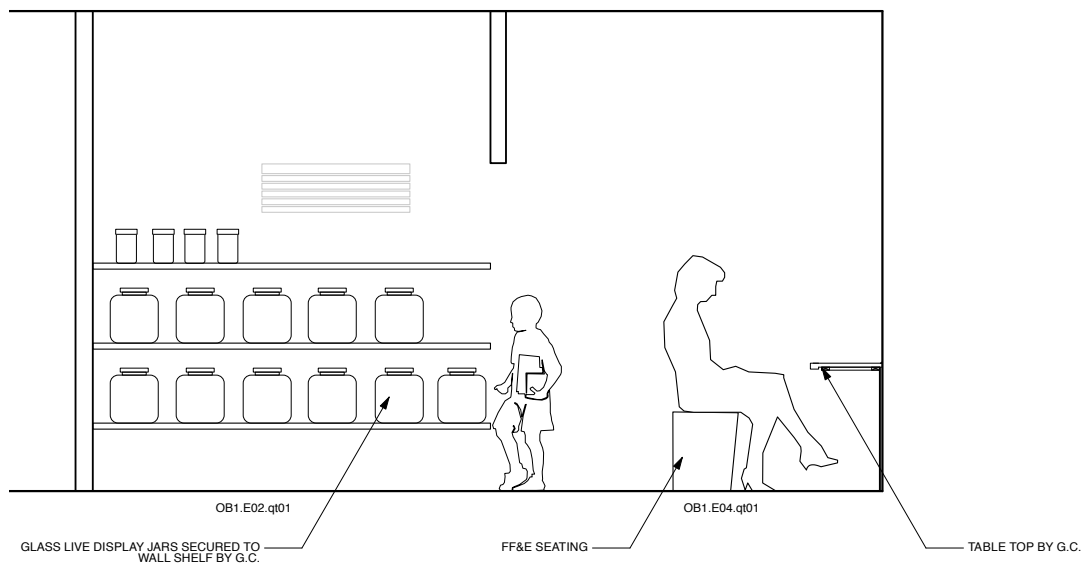 OB1.E02.qt01
OB1.E04.qt01
GLASS LIVE DISPLAY JARS SECURED TO
WALL SHELF BY G.C.
FF&E SEATING
TABLE TOP BY G.C.